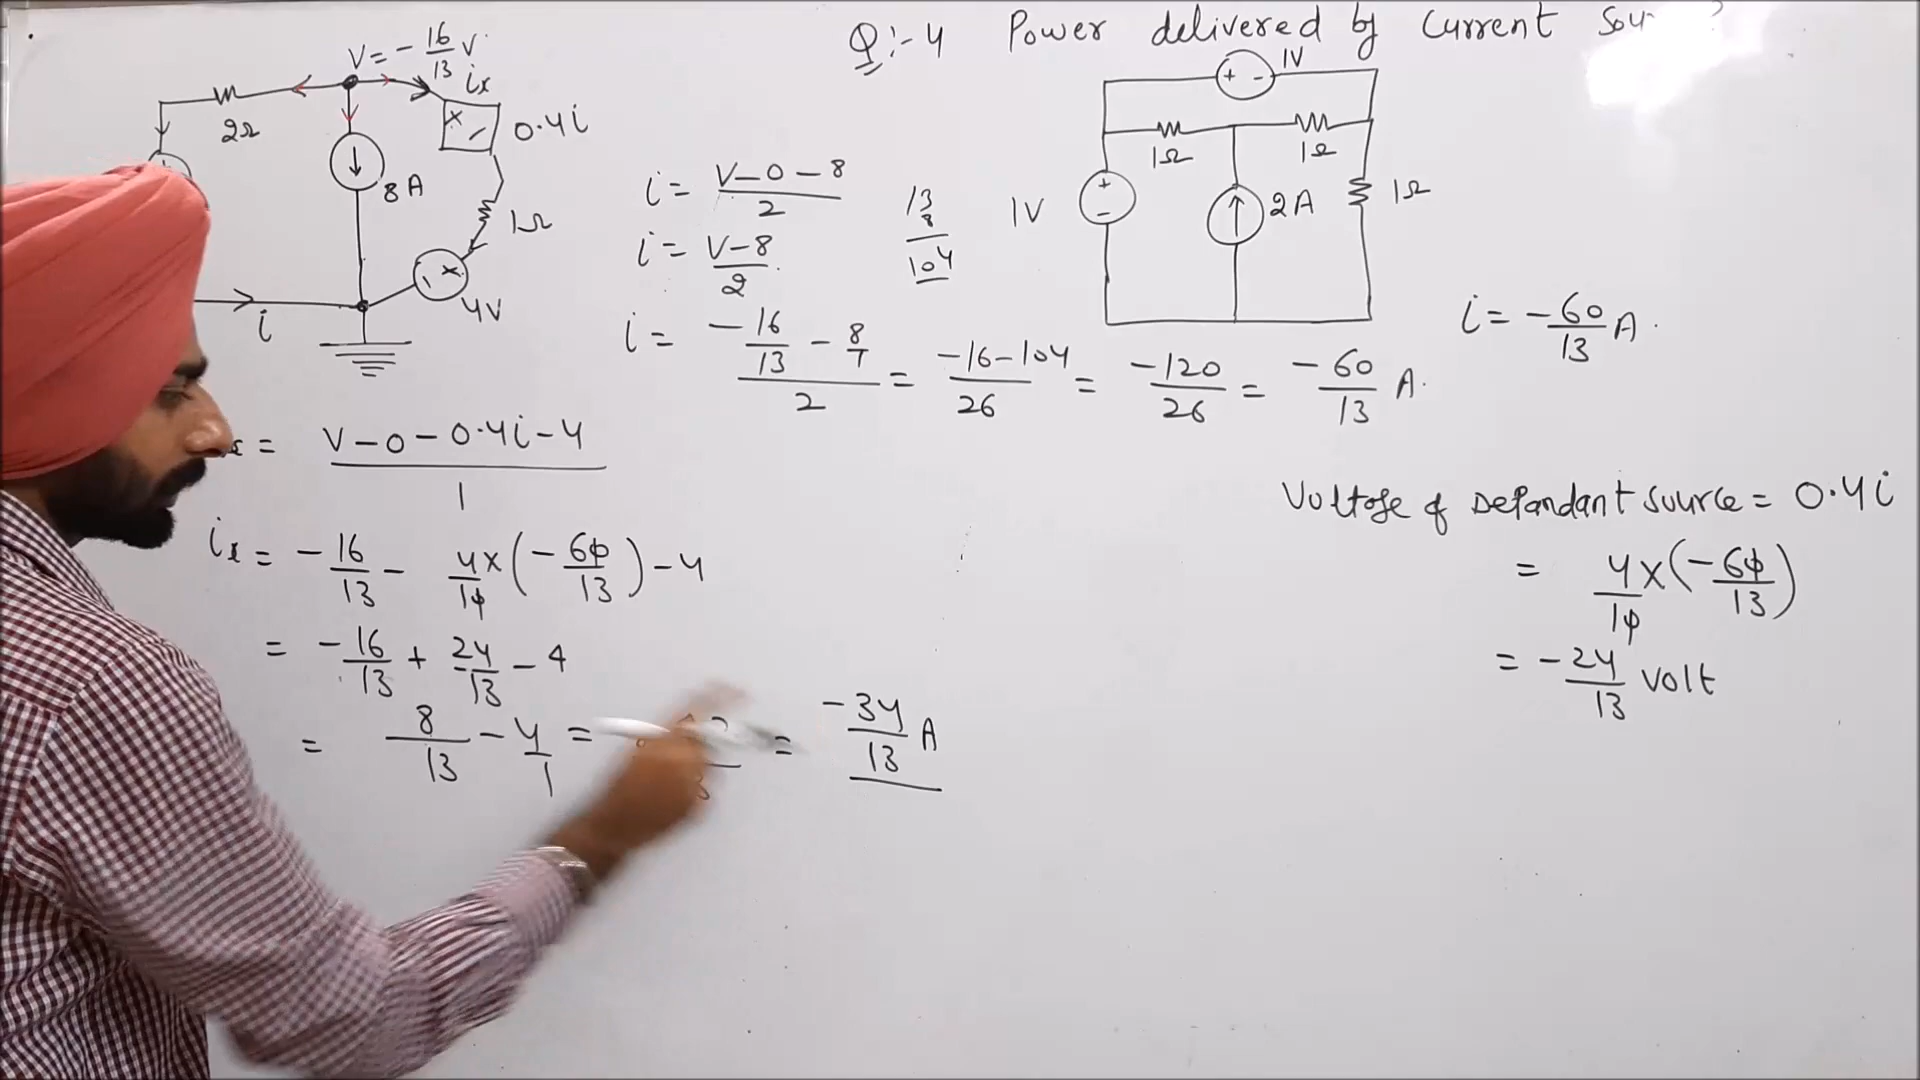 Q:- 4 Power delivered by Current
V = -16/13 V
ix
2Ω
0.4i
8A
1Ω
4V
i
i = V-0-8/2
i = V-8/2
i = -16/13 - 8/1 / 2 = -16-104/26 = -120/26 = -60/13 A.
13
8
104
1V
1Ω
1Ω
1V
2A
1Ω
i = -60/13 A.
= V-0-0.4i-4/1
ix = -16/13 - 4/10 x (-60/13) - 4
= -16/13 + 24/13 - 4
= 8/13 - 4/1 = = -34/13 A
Voltage of Defandant source = 0.4i
= 4/10 x (-60/13)
= -24/13 volt